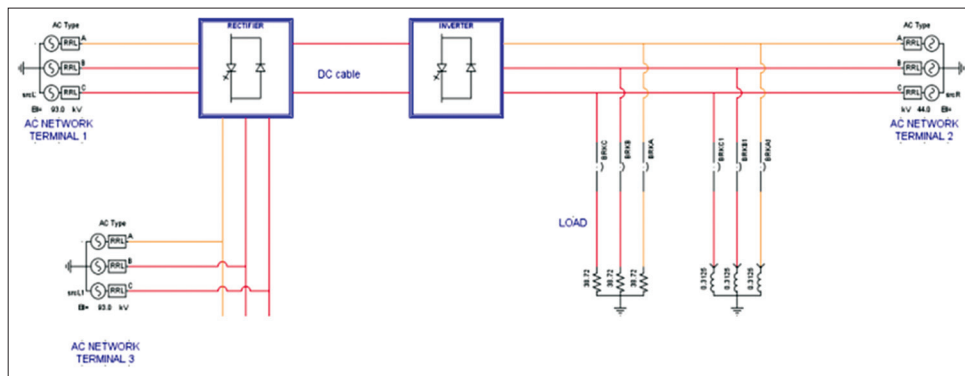 AC Type
RECTIFIER
INVERTER
AC Type
RRL A
RRL B
RRL C
srcL
El= 93.0 kV
AC NETWORK
TERMINAL 1
DC cable
A RRL
B RRL
C RRL
srcR
kV 44.0 El=
AC NETWORK
TERMINAL 2
BRKC
BRKB
BRKA
BRKC1
BRKB1
LOAD
38.72
38.72
38.72
0.3125
0.3125
0.3125
AC Type
RRL A
RRL B
RRL C
srcL1
El= 93.0 kV
AC NETWORK
TERMINAL 3